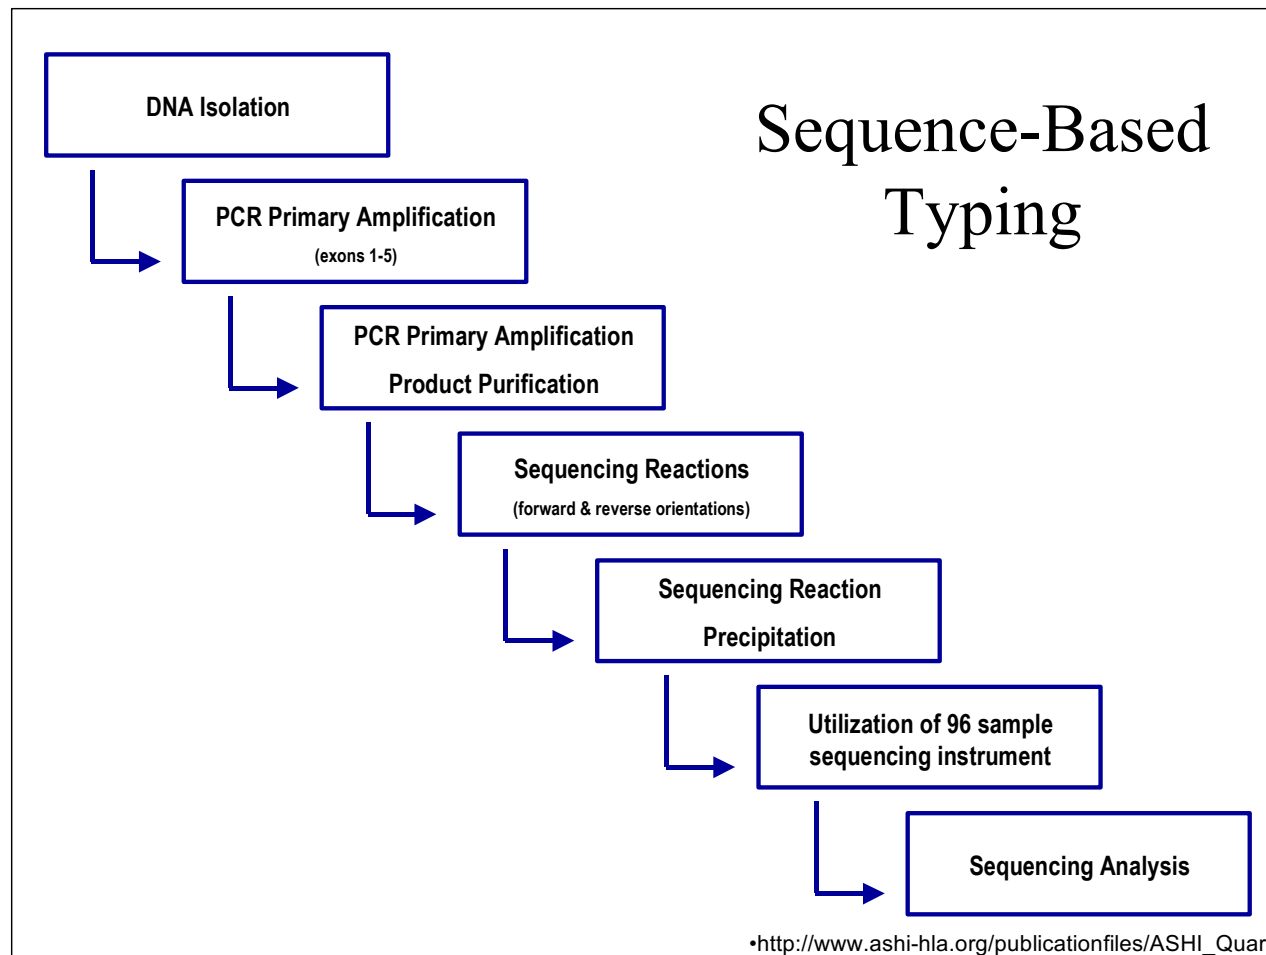 Sequence-Based
Typing
DNA Isolation
PCR Primary Amplification
(exons 1-5)
PCR Primary Amplification
Product Purification
Sequencing Reactions
(forward & reverse orientations)
Sequencing Reaction
Precipitation
Utilization of 96 sample
sequencing instrument
Sequencing Analysis
•http://www.ashi-hla.org/publicationfiles/ASHI_Quar